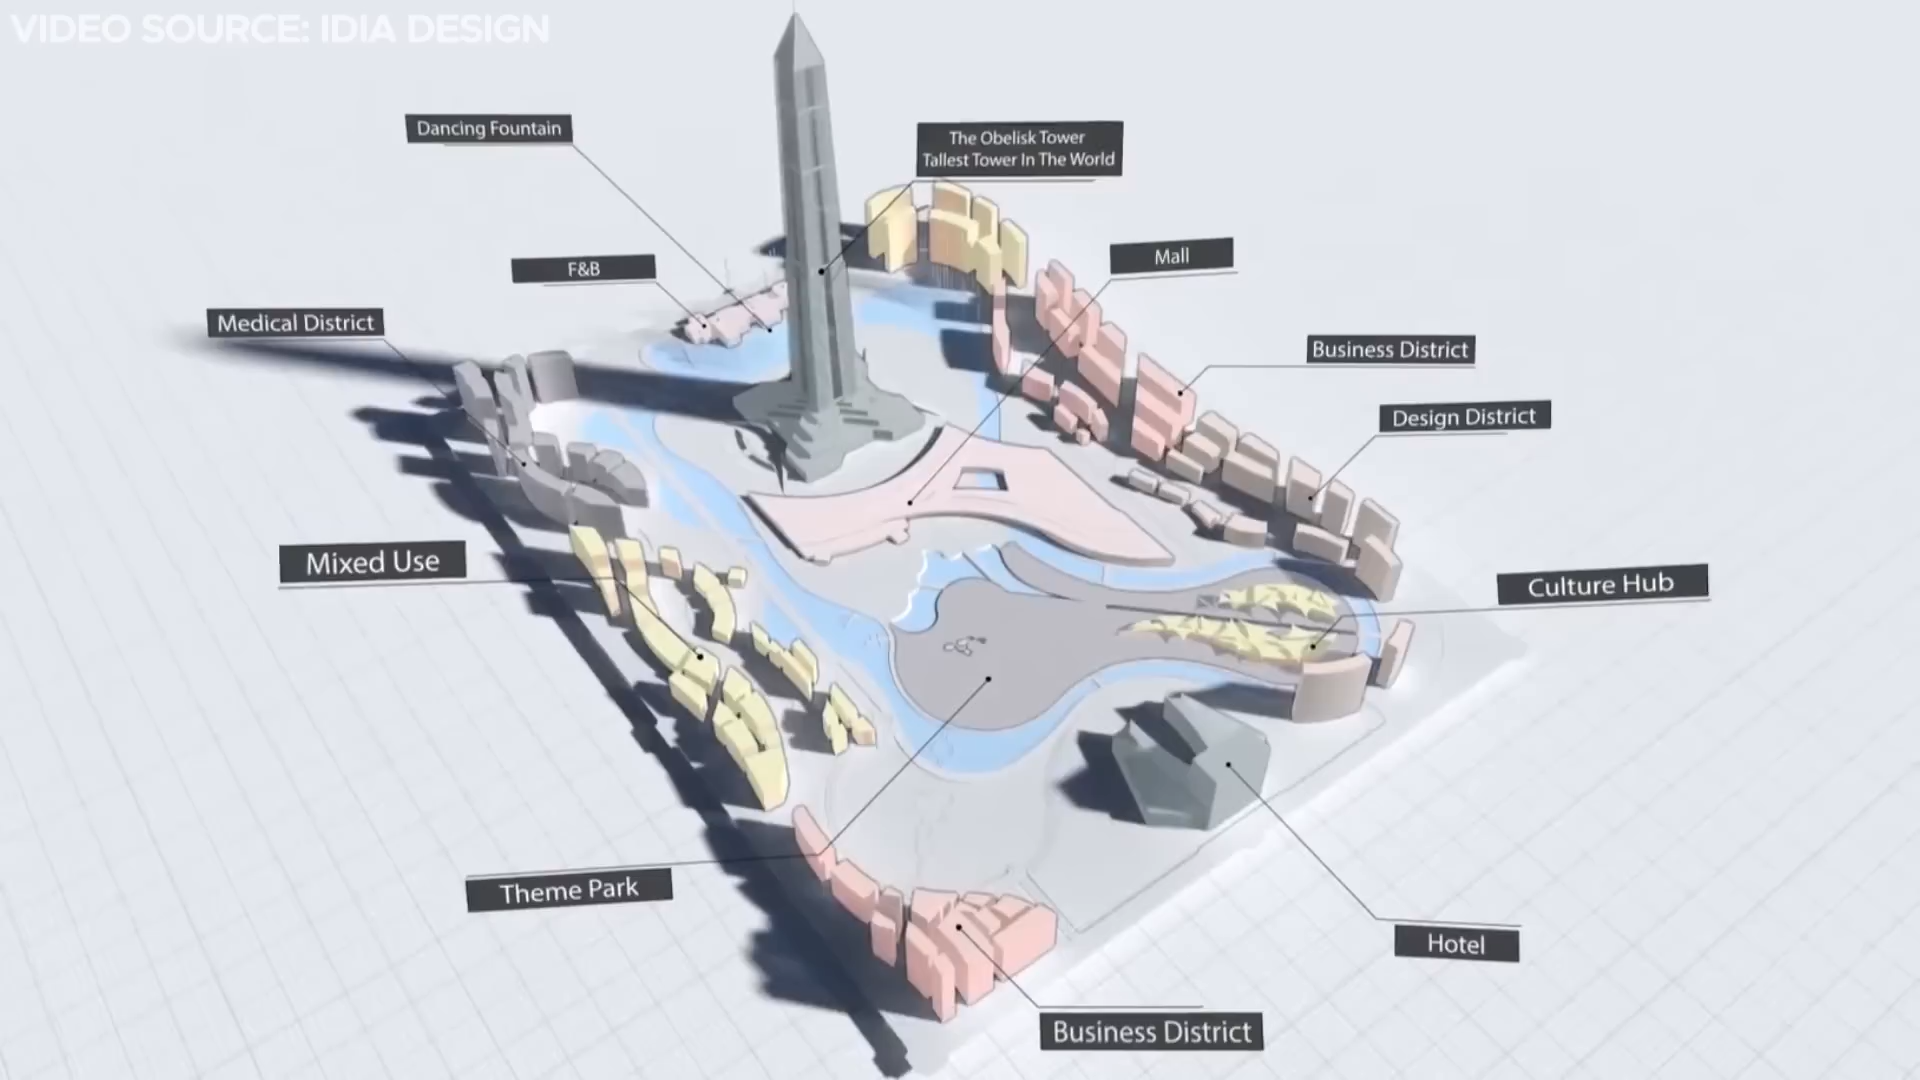 VIDEO SOURCE: IDIA DESIGN
Dancing Fountain
The Obelisk Tower
Tallest Tower In The World
F&B
Mall
Medical District
Business District
Design District
Mixed Use
Culture Hub
Theme Park
Hotel
Business District